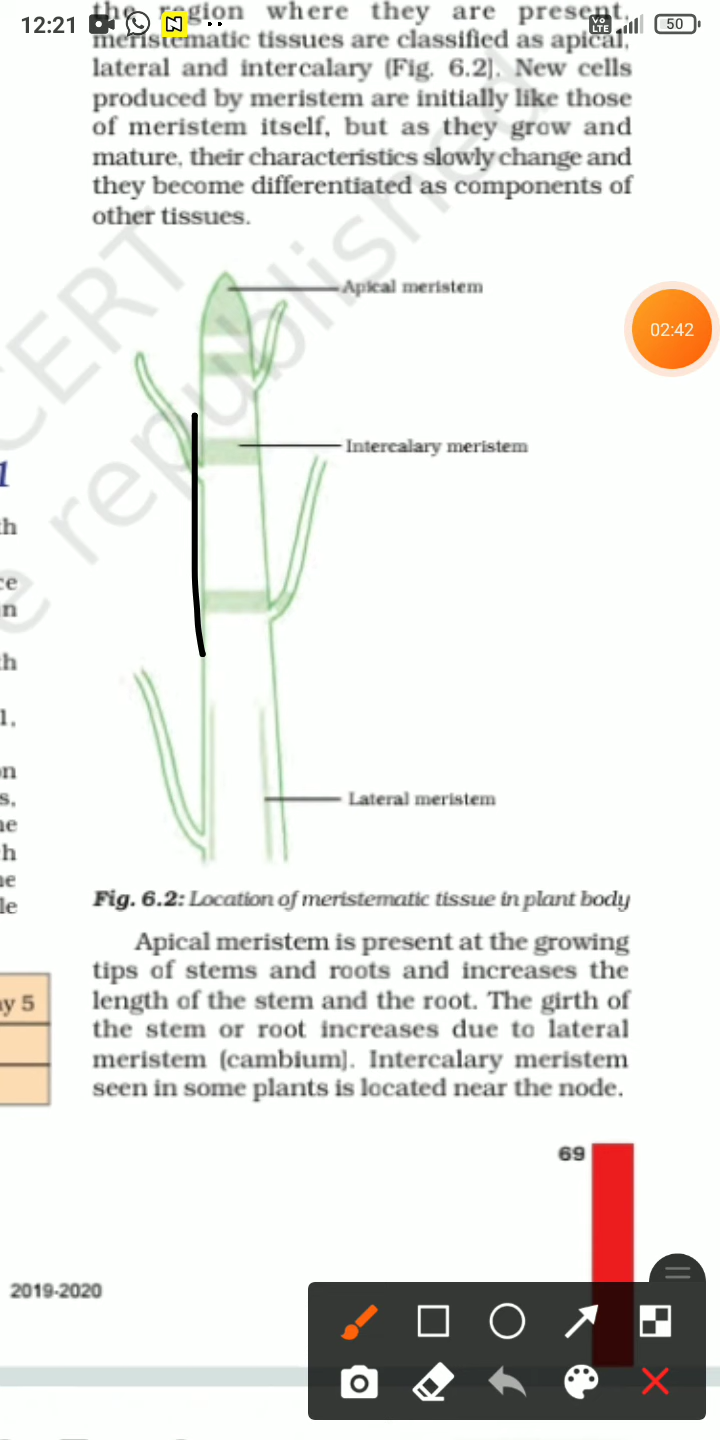 12:21
Vo LTE
50
the region where they are present,
meristematic tissues are classified as apical,
lateral and intercalary (Fig. 6.2). New cells
produced by meristem are initially like those
of meristem itself, but as they grow and
mature, their characteristics slowly change and
they become differentiated as components of
other tissues.
Apical meristem
02:42
Intercalary meristem
Lateral meristem
Fig. 6.2: Location of meristematic tissue in plant body
Apical meristem is present at the growing
tips of stems and roots and increases the
length of the stem and the root. The girth of
the stem or root increases due to lateral
meristem (cambium). Intercalary meristem
seen in some plants is located near the node.
69
2019-2020
republished